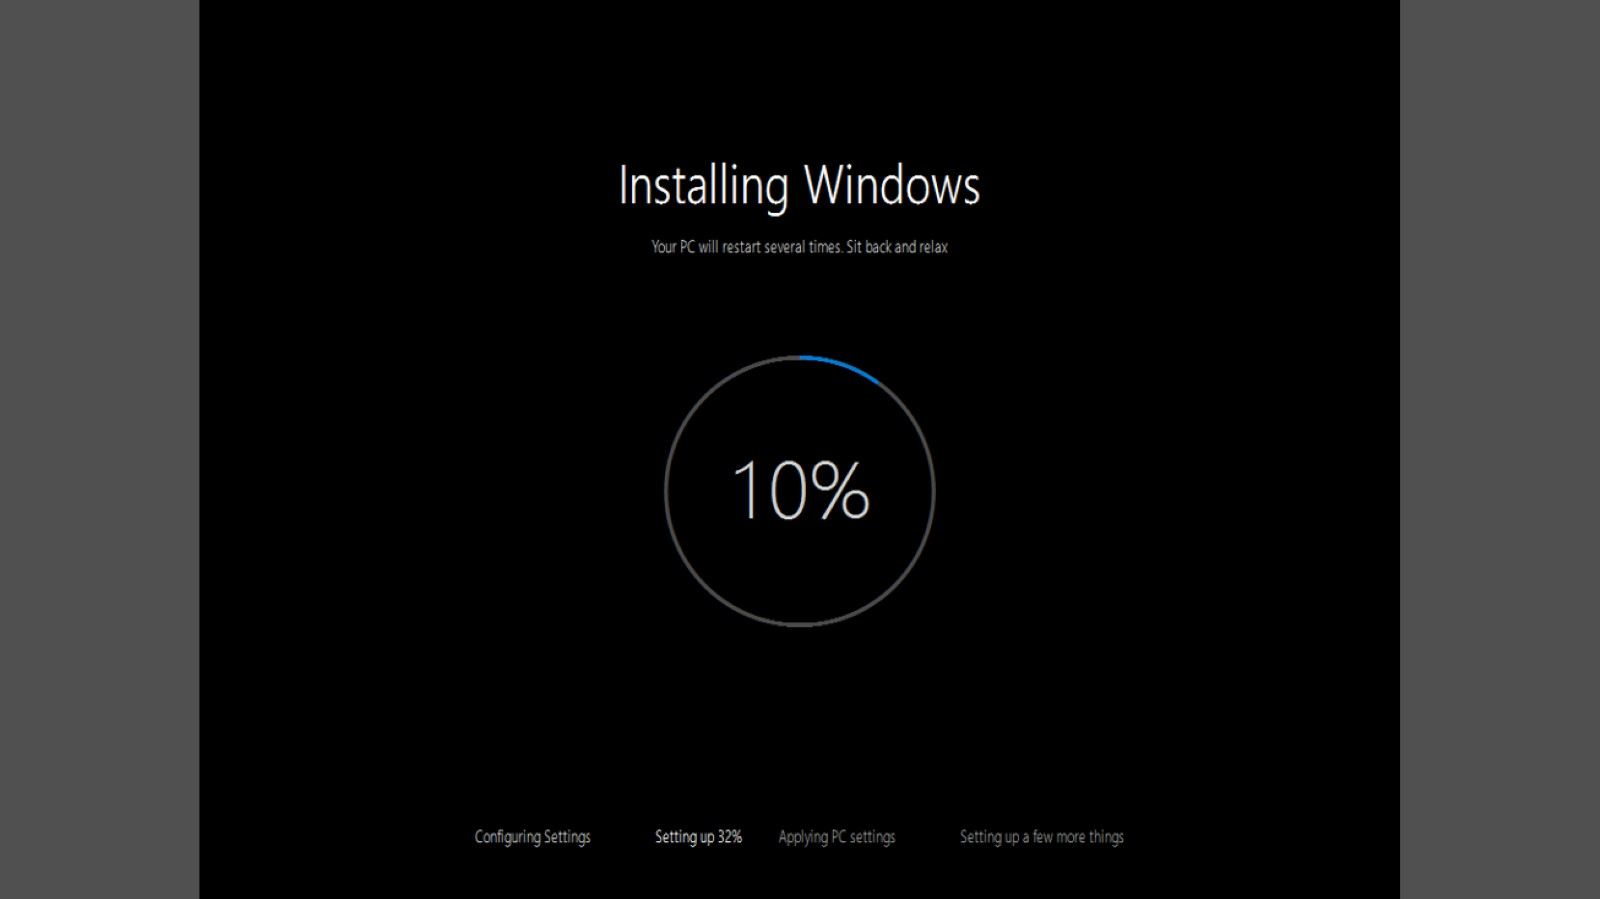 Installing Windows
Your PC will restart several times. Sit back and relax
10%
Configuring Settings Setting up 32% Applying PC settings Setting up a few more things